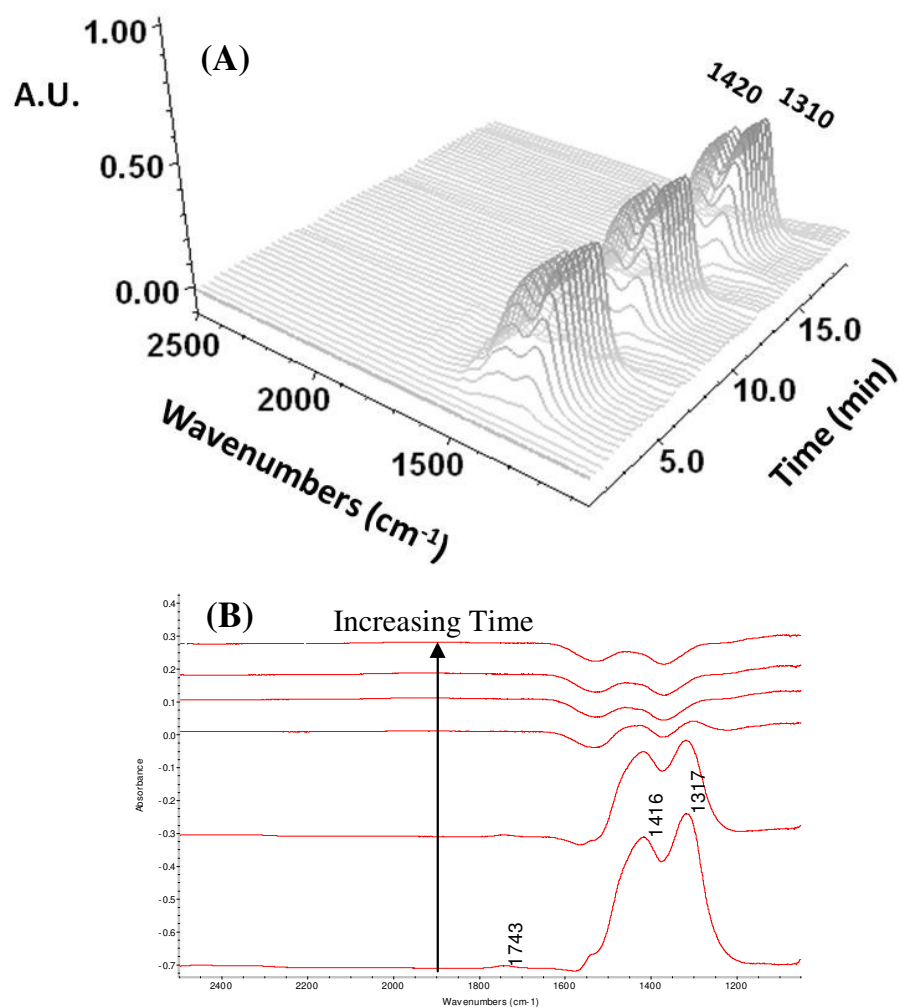 1.00
(A)
A.U.
1420 1310
0.50
0.00
2500
2000
1500
Wavenumbers (cm-1)
5.0
10.0
15.0
Time (min)
(B)
Increasing Time
0.4
0.3
0.2
0.1
0.0
-0.1
-0.2
-0.3
-0.4
-0.5
-0.6
-0.7
Absorbance
1743
1416
1317
2400 2200 2000 1800 1600 1400 1200
Wavenumbers (cm-1)